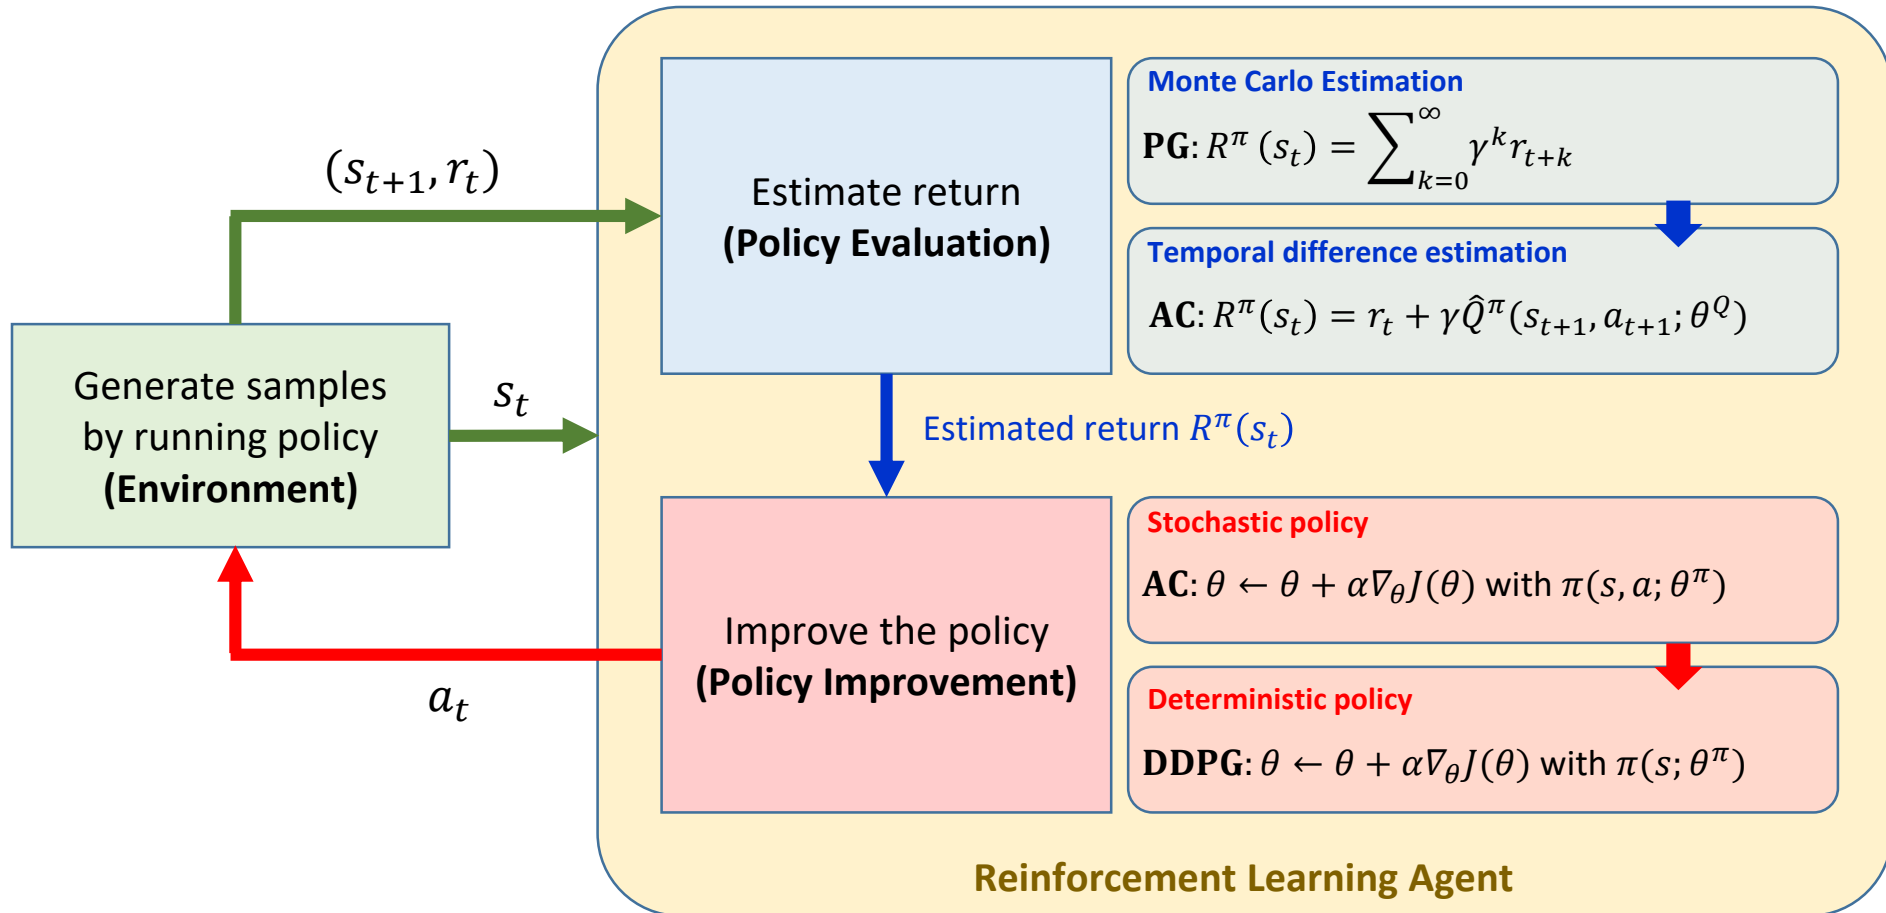 (s_{t+1}, r_t)
s_t
Generate samples
by running policy
(Environment)
a_t
Estimate return
(Policy Evaluation)
Monte Carlo Estimation
PG: R^π (s_t) = ∑_{k=0}^{∞} γ^k r_{t+k}
Temporal difference estimation
AC: R^π(s_t) = r_t + γQ̂^π(s_{t+1}, a_{t+1}; θ^Q)
Estimated return R^π(s_t)
Improve the policy
(Policy Improvement)
Stochastic policy
AC: θ ← θ + α∇_θJ(θ) with π(s, a; θ^π)
Deterministic policy
DDPG: θ ← θ + α∇_θJ(θ) with π(s; θ^π)
Reinforcement Learning Agent